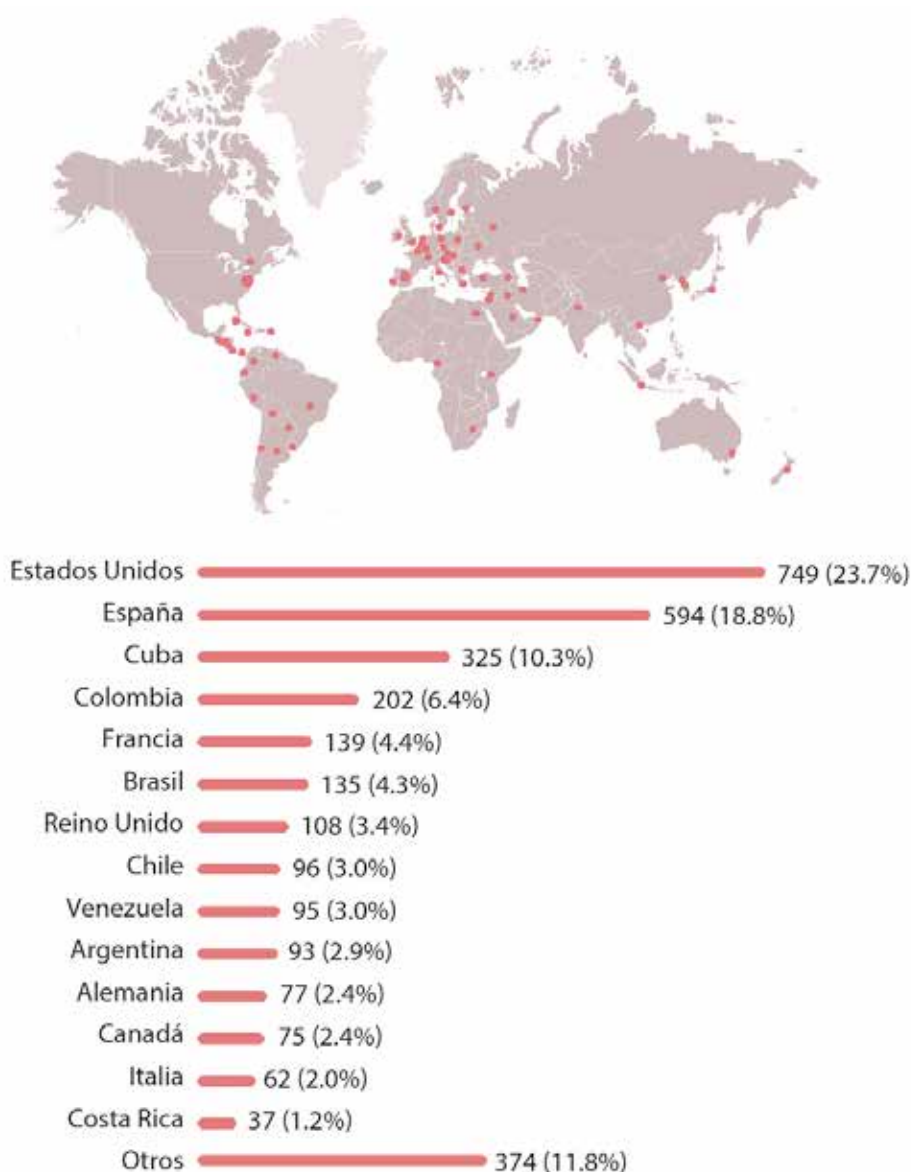 Estados Unidos 749 (23.7%)
España 594 (18.8%)
Cuba 325 (10.3%)
Colombia 202 (6.4%)
Francia 139 (4.4%)
Brasil 135 (4.3%)
Reino Unido 108 (3.4%)
Chile 96 (3.0%)
Venezuela 95 (3.0%)
Argentina 93 (2.9%)
Alemania 77 (2.4%)
Canadá 75 (2.4%)
Italia 62 (2.0%)
Costa Rica 37 (1.2%)
Otros 374 (11.8%)